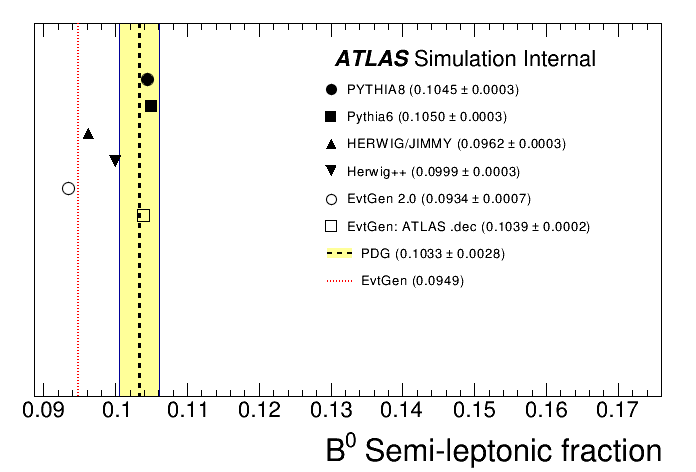 ATLAS Simulation Internal
PYTHIA8 (0.1045 ± 0.0003)
Pythia6 (0.1050 ± 0.0003)
HERWIG/JIMMY (0.0962 ± 0.0003)
Herwig++ (0.0999 ± 0.0003)
EvtGen 2.0 (0.0934 ± 0.0007)
EvtGen: ATLAS .dec (0.1039 ± 0.0002)
PDG (0.1033 ± 0.0028)
EvtGen (0.0949)
0.09 0.1 0.11 0.12 0.13 0.14 0.15 0.16 0.17
B⁰ Semi-leptonic fraction